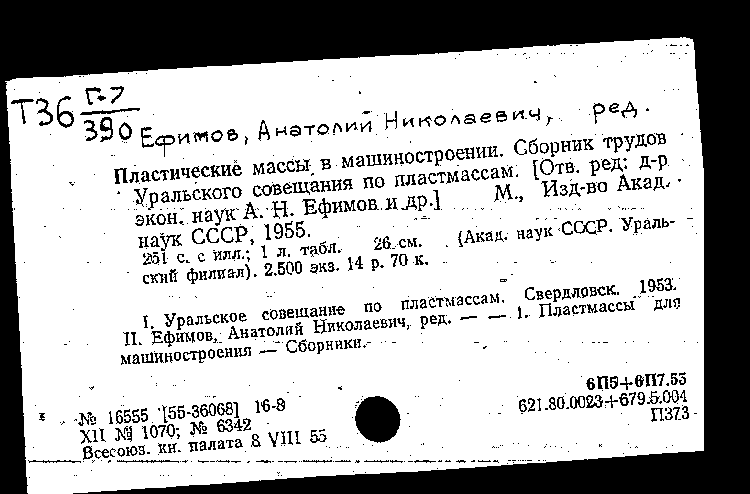 Т36 Г-7
390
Ефимов, Анатолий Николаевич, ред.
Пластические массы в машиностроении. Сборник трудов
Уральского совещания по пластмассам. [Отв. ред: д-р
экон. наук А. Н. Ефимов и др.] М., Изд-во Акад.
наук СССР, 1955.
251 с. с илл.; 1 л. табл. 26 см. (Акад. наук СССР. Ураль-
ский филиал). 2.500 экз. 14 р. 70 к.
I. Уральское совещание по пластмассам. Свердловск. 1953.
II. Ефимов, Анатолий Николаевич, ред. — — 1. Пластмассы для
машиностроения — Сборники.
6П5+6П7.55
№ 16555 [55-36068] 16-8 621.80.0023+679.5.004
XII № 1070; № 6342 П373
Всесоюз. кн. палата 8 VIII 55